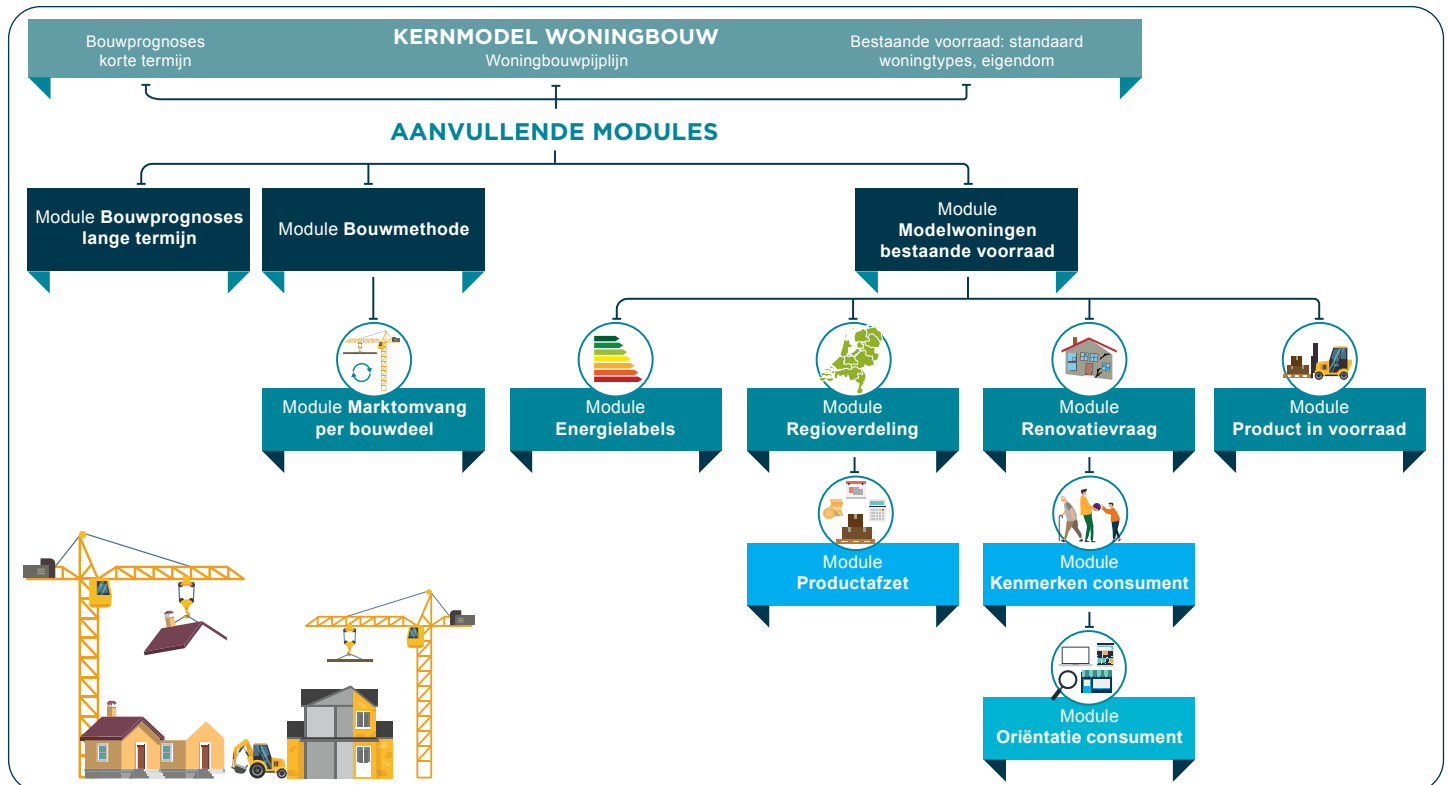 KERNMODEL WONINGBOUW
Bouwprognoses
korte termijn
Woningbouwpijplijn
Bestaande voorraad: standaard
woningtypes, eigendom
AANVULLENDE MODULES
Module Bouwprognoses
lange termijn
Module Bouwmethode
Module
Modelwoningen
bestaande voorraad
Module Marktomvang
per bouwdeel
Module
Energielabels
Module
Regioverdeling
Module
Renovatievraag
Module
Product in voorraad
Module
Productafzet
Module
Kenmerken consument
Module
Oriëntatie consument